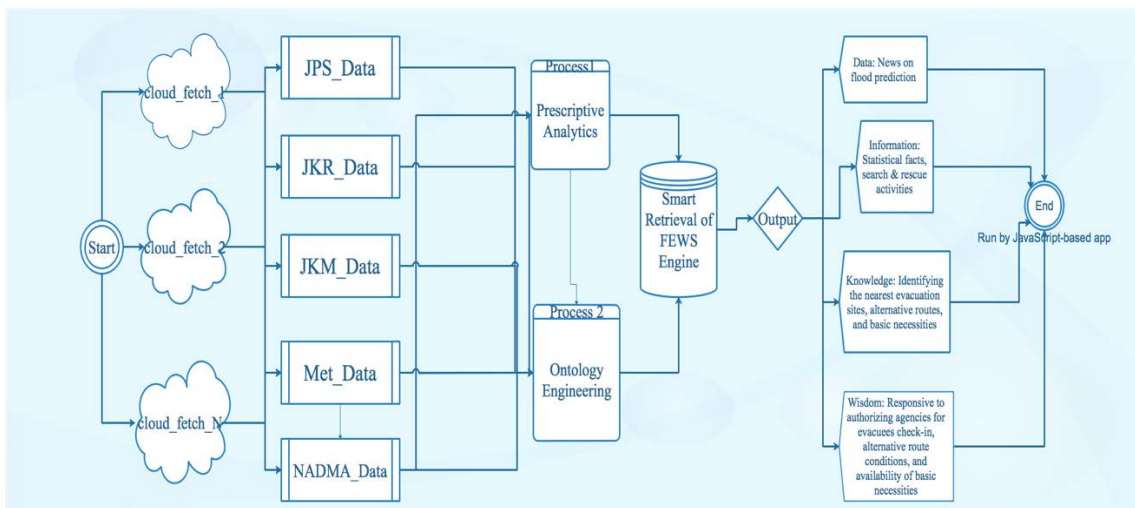 Start
cloud_fetch_1
cloud_fetch_2
cloud_fetch_N
JPS_Data
JKR_Data
JKM_Data
Met_Data
NADMA_Data
Process1
Prescriptive
Analytics
Process 2
Ontology
Engineering
Smart
Retrieval of
FEWS
Engine
Output
Data: News on
flood prediction
Information:
Statistical facts,
search & rescue
activities
Knowledge: Identifying
the nearest evacuation
sites, alternative routes,
and basic necessities
Wisdom: Responsive to
authorizing agencies for
evacuees check-in,
alternative route
conditions, and
availability of basic
necessities
End
Run by JavaScript-based app